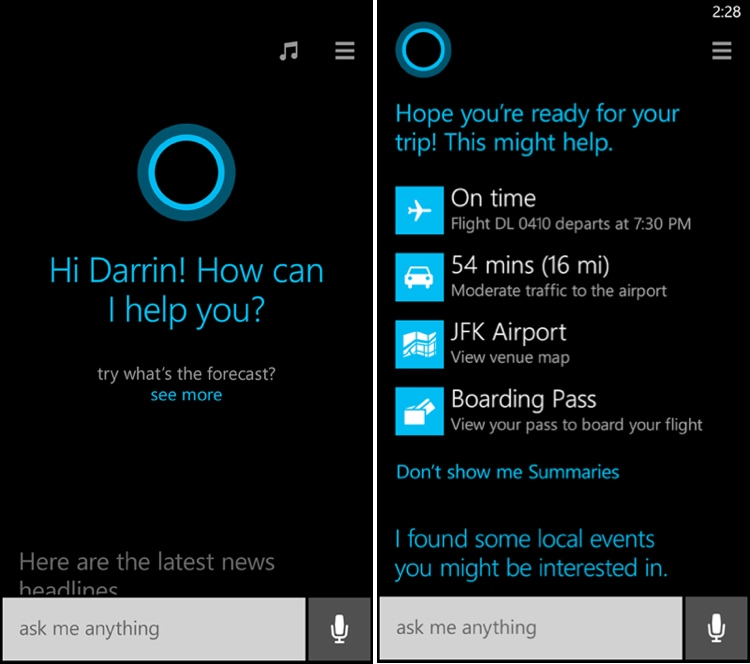 Hi Darrin! How can
I help you?
try what's the forecast?
see more
Here are the latest news
headlines
ask me anything
2:28
Hope you're ready for your
trip! This might help.
On time
Flight DL 0410 departs at 7:30 PM
54 mins (16 mi)
Moderate traffic to the airport
JFK Airport
View venue map
Boarding Pass
View your pass to board your flight
Don't show me Summaries
I found some local events
you might be interested in.
ask me anything